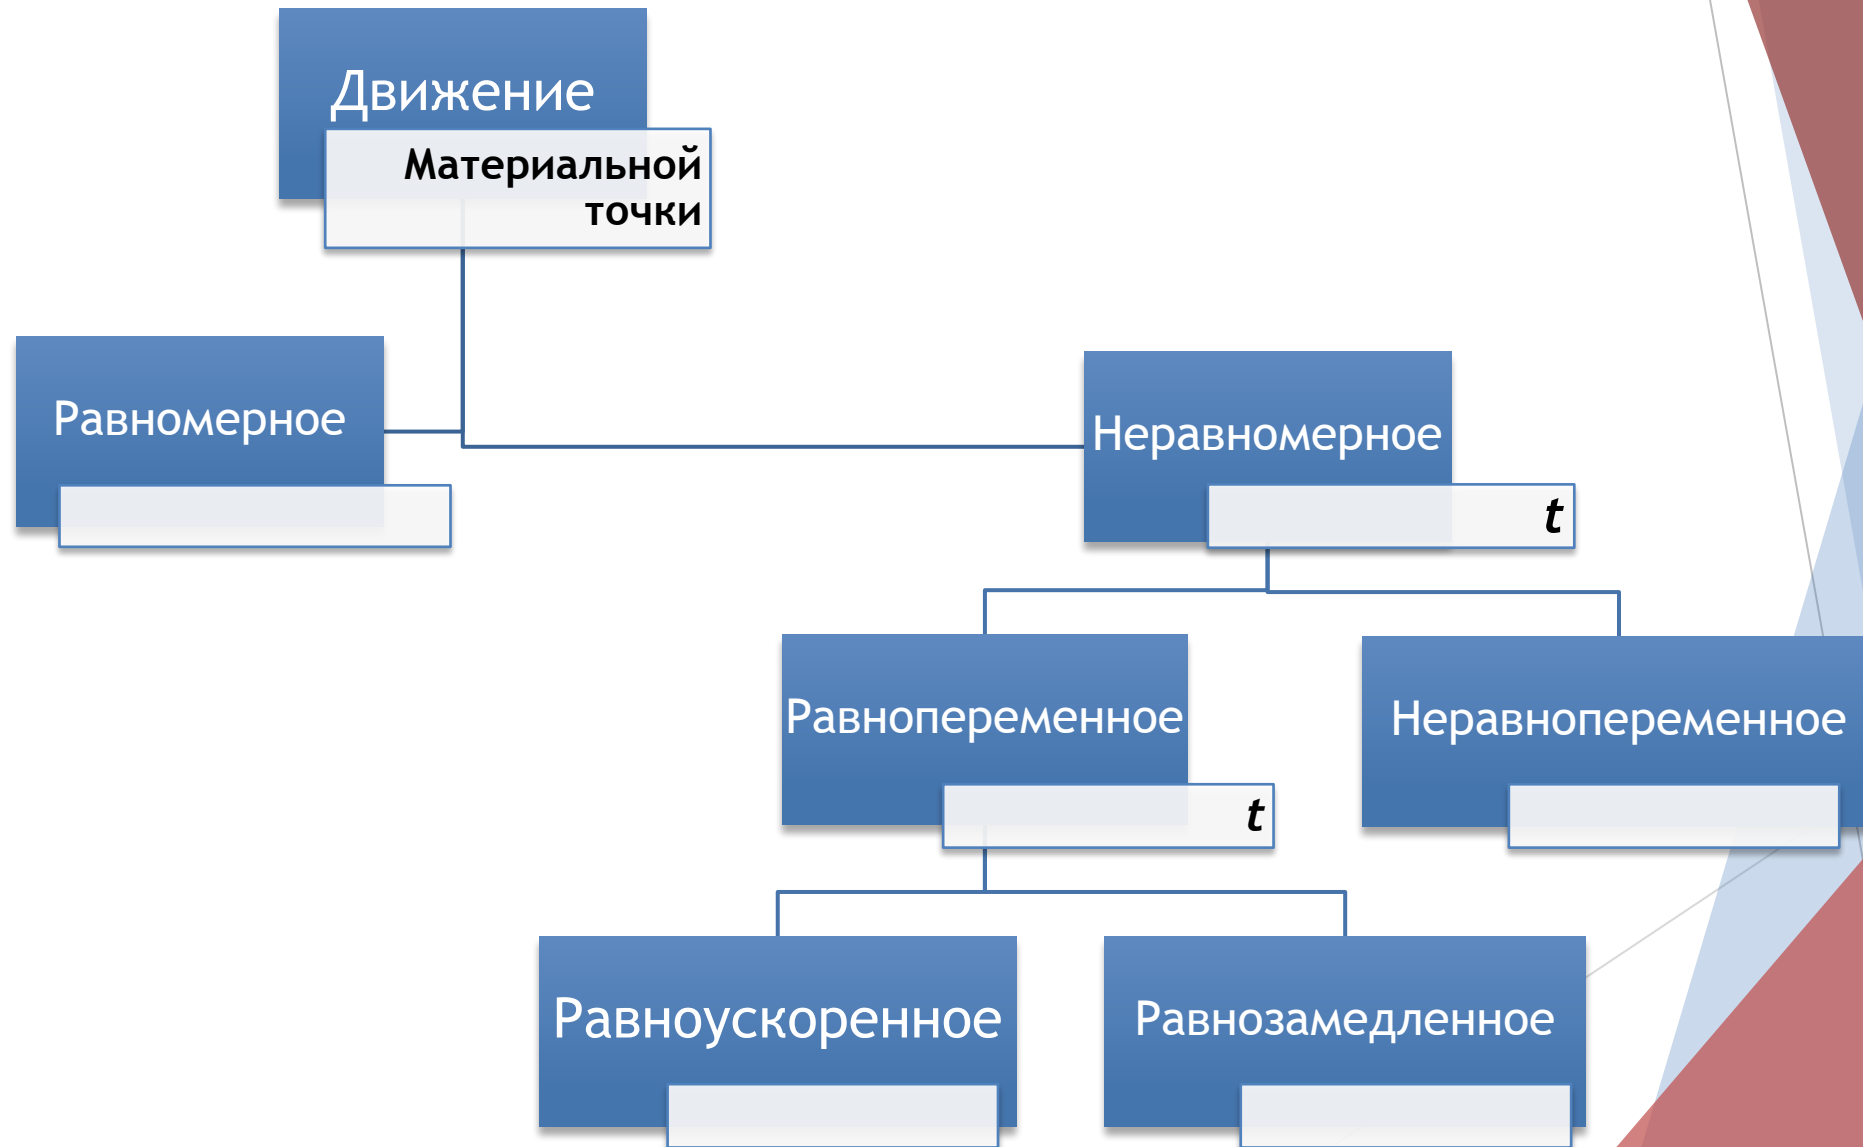 Движение
Материальной
точки
Равномерное
Неравномерное
t
Равнопеременное
t
Неравнопеременное
Равноускоренное
Равнозамедленное